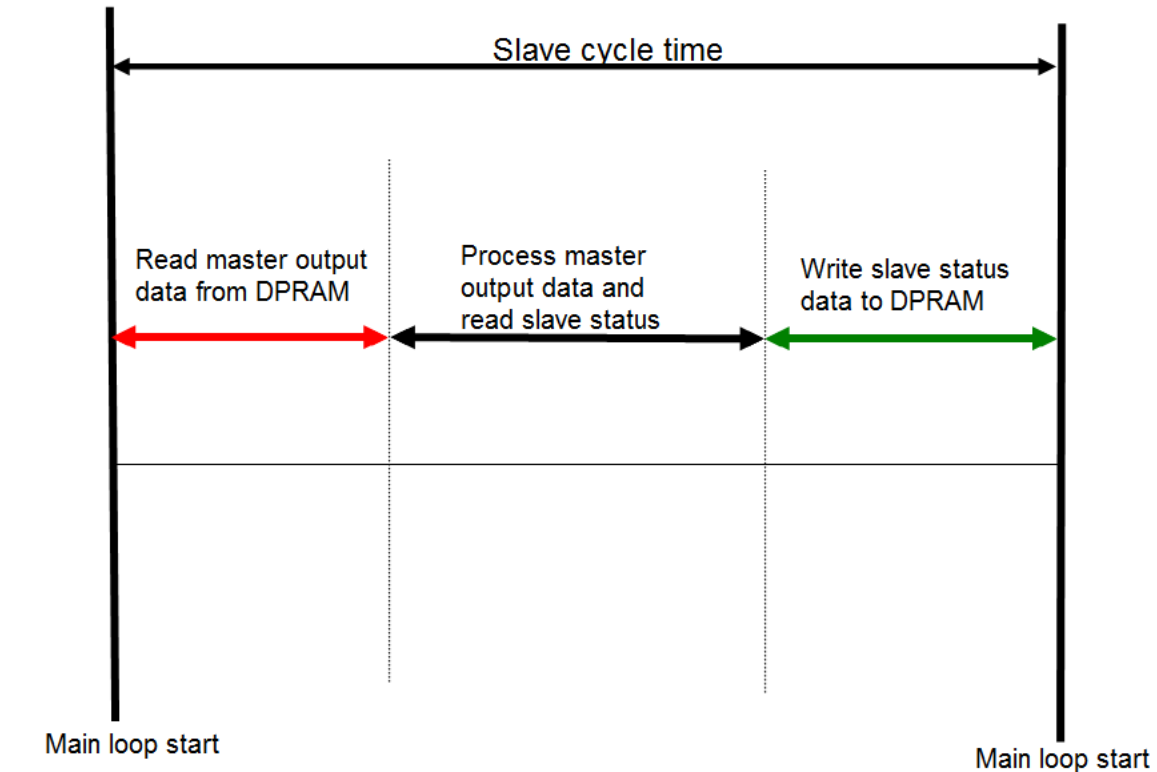 Slave cycle time
Read master output
data from DPRAM
Process master
output data and
read slave status
Write slave status
data to DPRAM
Main loop start
Main loop start